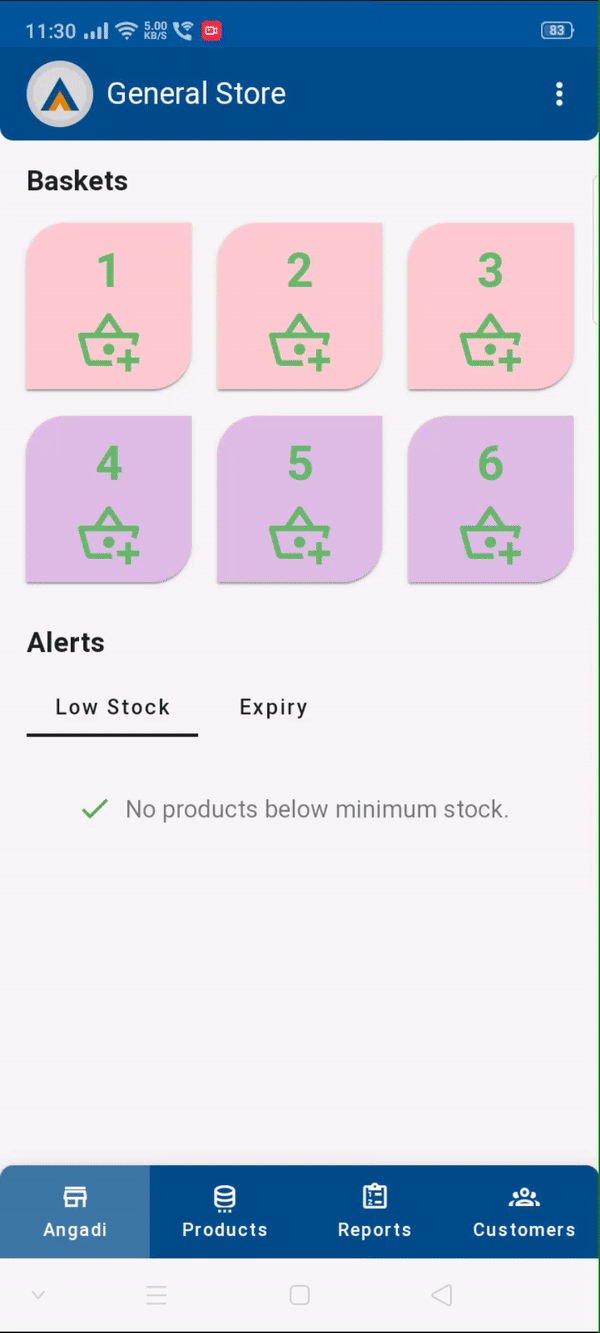 11:30 5.00 KB/S 83
General Store
Baskets
1 2 3
4 5 6
Alerts
Low Stock Expiry
No products below minimum stock.
Angadi Products Reports Customers